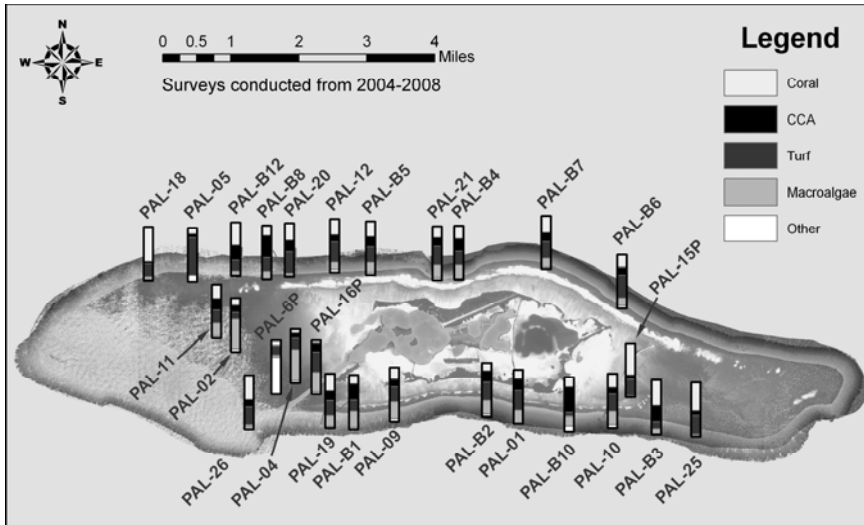 N
W E
S
0 0.5 1 2 3 4
Miles
Surveys conducted from 2004-2008
Legend
Coral
CCA
Turf
Macroalgae
Other
PAL-18
PAL-05
PAL-B12
PAL-B8
PAL-20
PAL-12
PAL-B5
PAL-21
PAL-B4
PAL-B7
PAL-B6
PAL-15P
PAL-6P
PAL-16P
PAL-11
PAL-02
PAL-26
PAL-04
PAL-19
PAL-B1
PAL-09
PAL-B2
PAL-01
PAL-B10
PAL-10
PAL-B3
PAL-25